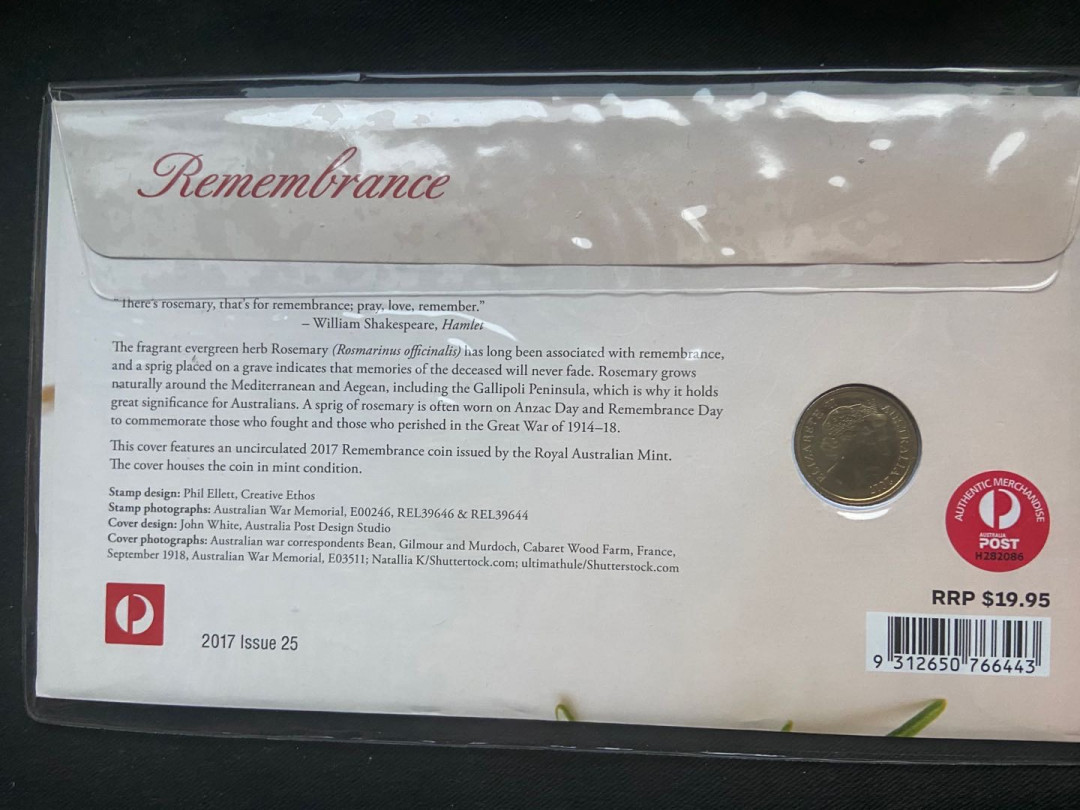 Remembrance
"There's rosemary, that's for remembrance; pray, love, remember."
– William Shakespeare, Hamlet
The fragrant evergreen herb Rosemary (Rosmarinus officinalis) has long been associated with remembrance,
and a sprig placed on a grave indicates that memories of the deceased will never fade. Rosemary grows
naturally around the Mediterranean and Aegean, including the Gallipoli Peninsula, which is why it holds
great significance for Australians. A sprig of rosemary is often worn on Anzac Day and Remembrance Day
to commemorate those who fought and those who perished in the Great War of 1914–18.
This cover features an uncirculated 2017 Remembrance coin issued by the Royal Australian Mint.
The cover houses the coin in mint condition.
Stamp design: Phil Ellett, Creative Ethos
Stamp photographs: Australian War Memorial, E00246, REL39646 & REL39644
Cover design: John White, Australia Post Design Studio
Cover photographs: Australian war correspondents Bean, Gilmour and Murdoch, Cabaret Wood Farm, France,
September 1918, Australian War Memorial, E03511; Natallia K/Shuttertock.com; ultimathule/Shutterstock.com
2017 Issue 25
ELIZABETH II AUSTRALIA 2017
AUTHENTIC MERCHANDISE
AUSTRALIA
POST
H282086
RRP $19.95
9 312650 766443